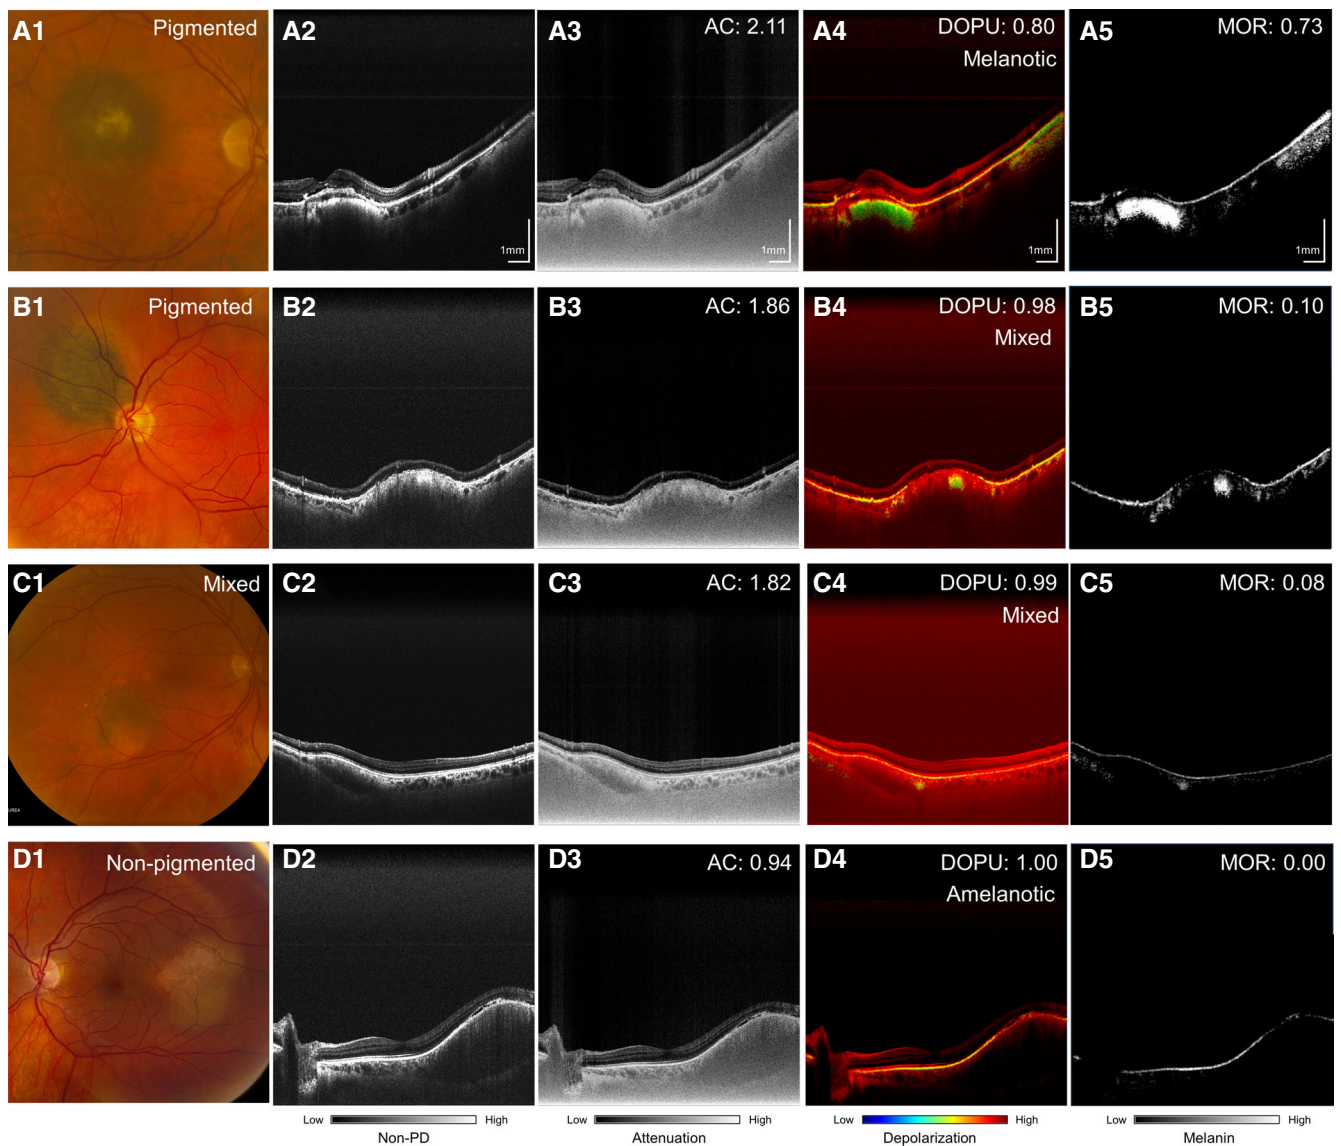 A1 Pigmented A2 A3 AC: 2.11 A4 DOPU: 0.80 A5 MOR: 0.73
Melanotic
1mm 1mm 1mm
B1 Pigmented B2 B3 AC: 1.86 B4 DOPU: 0.98 B5 MOR: 0.10
Mixed
C1 Mixed C2 C3 AC: 1.82 C4 DOPU: 0.99 C5 MOR: 0.08
Mixed
D1 Non-pigmented D2 D3 AC: 0.94 D4 DOPU: 1.00 D5 MOR: 0.00
Amelanotic
Low High Low High Low High Low High
Non-PD Attenuation Depolarization Melanin